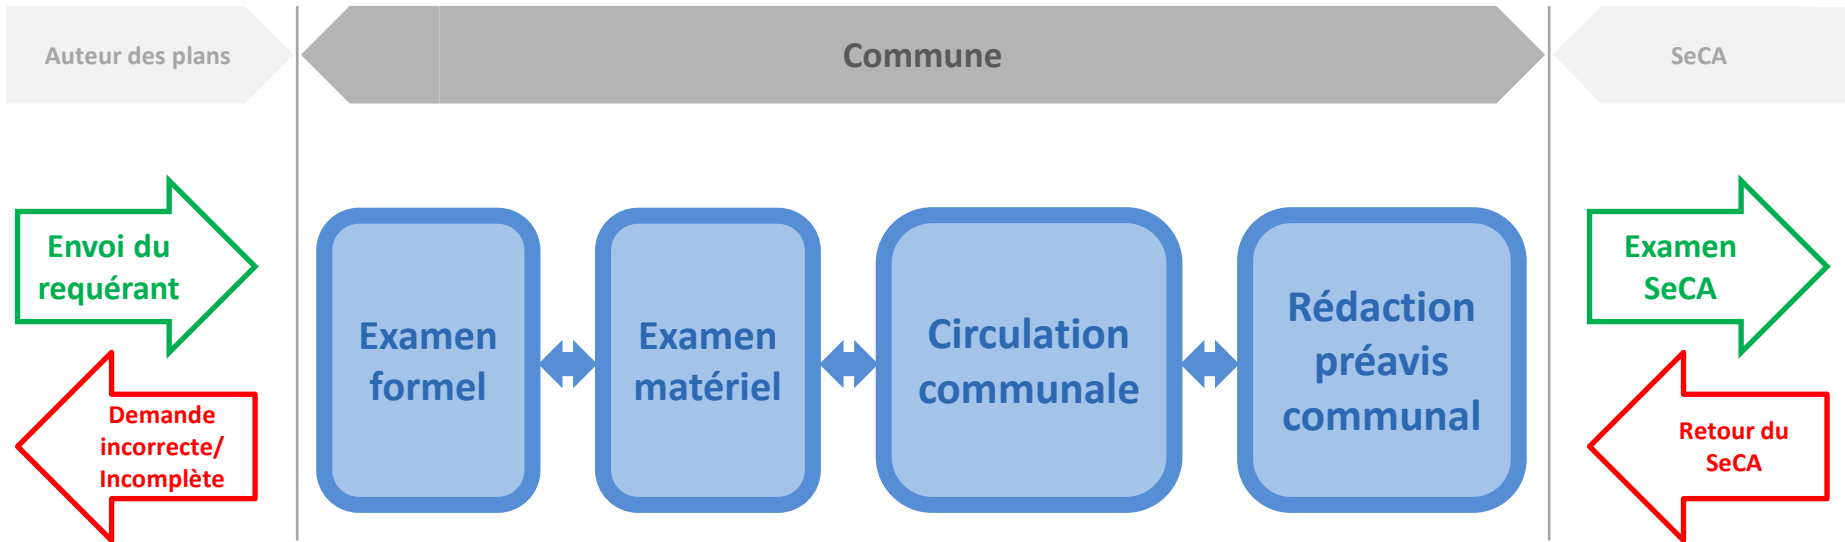 Auteur des plans
Commune
SeCA
Envoi du
requérant
Demande
incorrecte/
Incomplète
Examen
formel
Examen
matériel
Circulation
communale
Rédaction
préavis
communal
Examen
SeCA
Retour du
SeCA